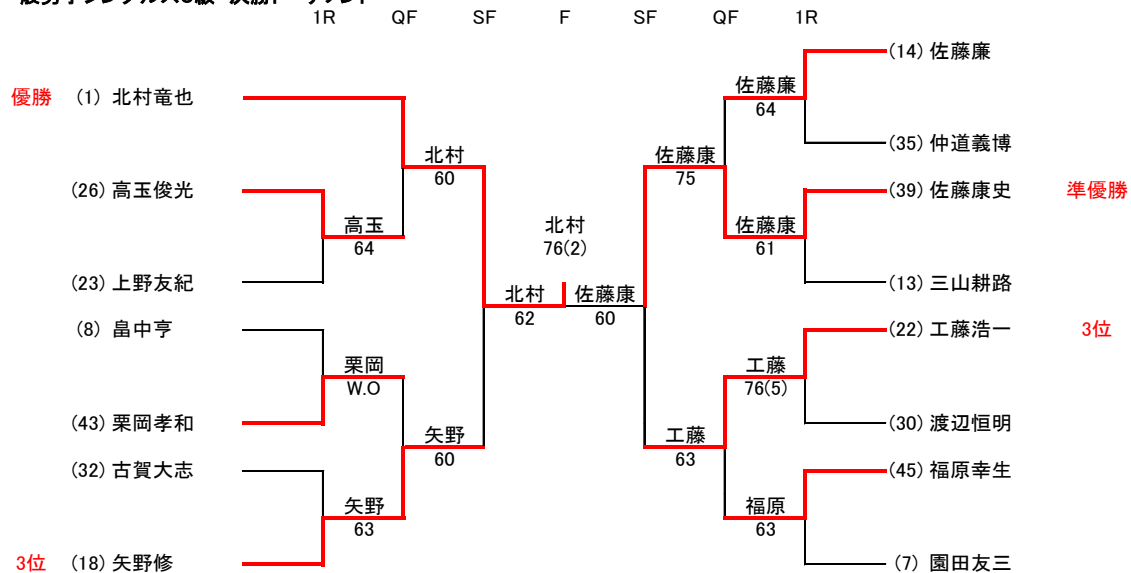 1R QF SF F SF QF 1R
(14) 佐藤廉
優勝 (1) 北村竜也
佐藤廉
64
(35) 仲道義博
北村
60
佐藤康
75
(26) 高玉俊光
(39) 佐藤康史 準優勝
高玉
64
北村
76(2)
佐藤康
61
(23) 上野友紀
(13) 三山耕路
北村
62
佐藤康
60
(8) 畠中亨
(22) 工藤浩一 3位
栗岡
W.O
工藤
76(5)
(43) 栗岡孝和
(30) 渡辺恒明
矢野
60
工藤
63
(32) 古賀大志
(45) 福原幸生
矢野
63
福原
63
3位 (18) 矢野修
(7) 園田友三